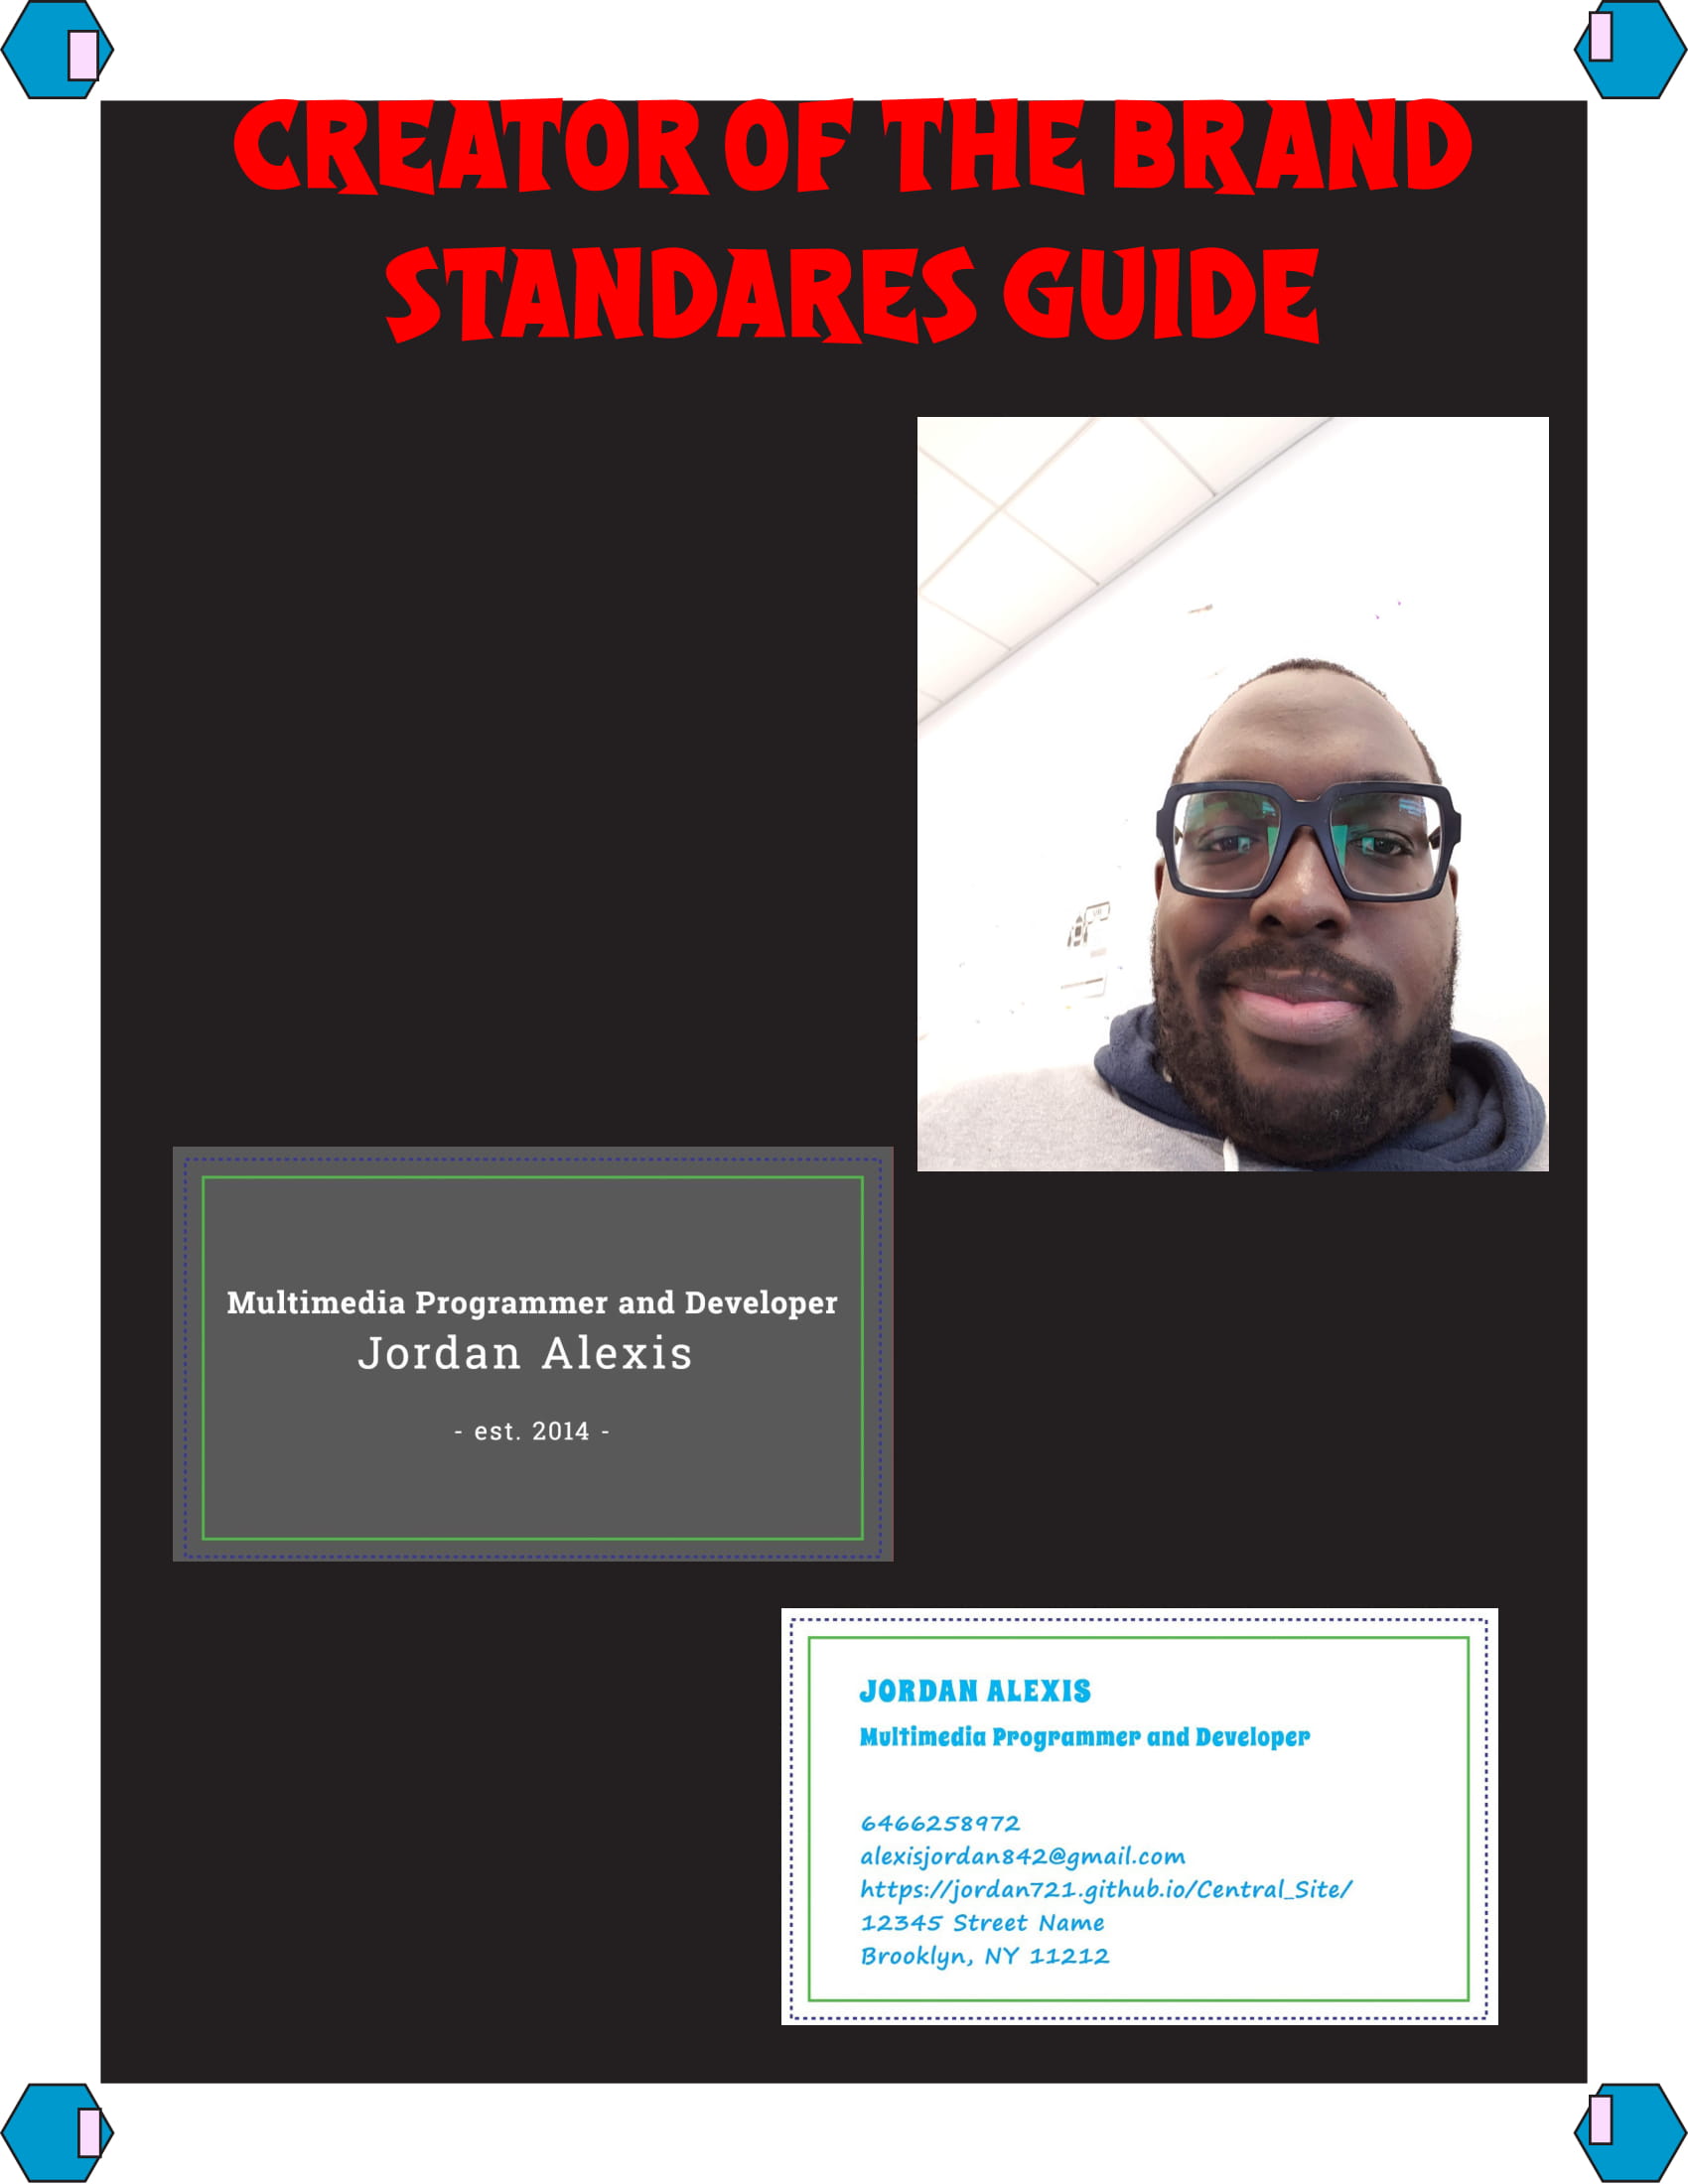 CREATOR OF THE BRAND
STANDARES GUIDE
Multimedia Programmer and Developer
Jordan Alexis
- est. 2014 -
JORDAN ALEXIS
Multimedia Programmer and Developer
6466258972
alexisjordan842@gmail.com
https://jordan721.github.io/Central_Site/
12345 Street Name
Brooklyn, NY 11212